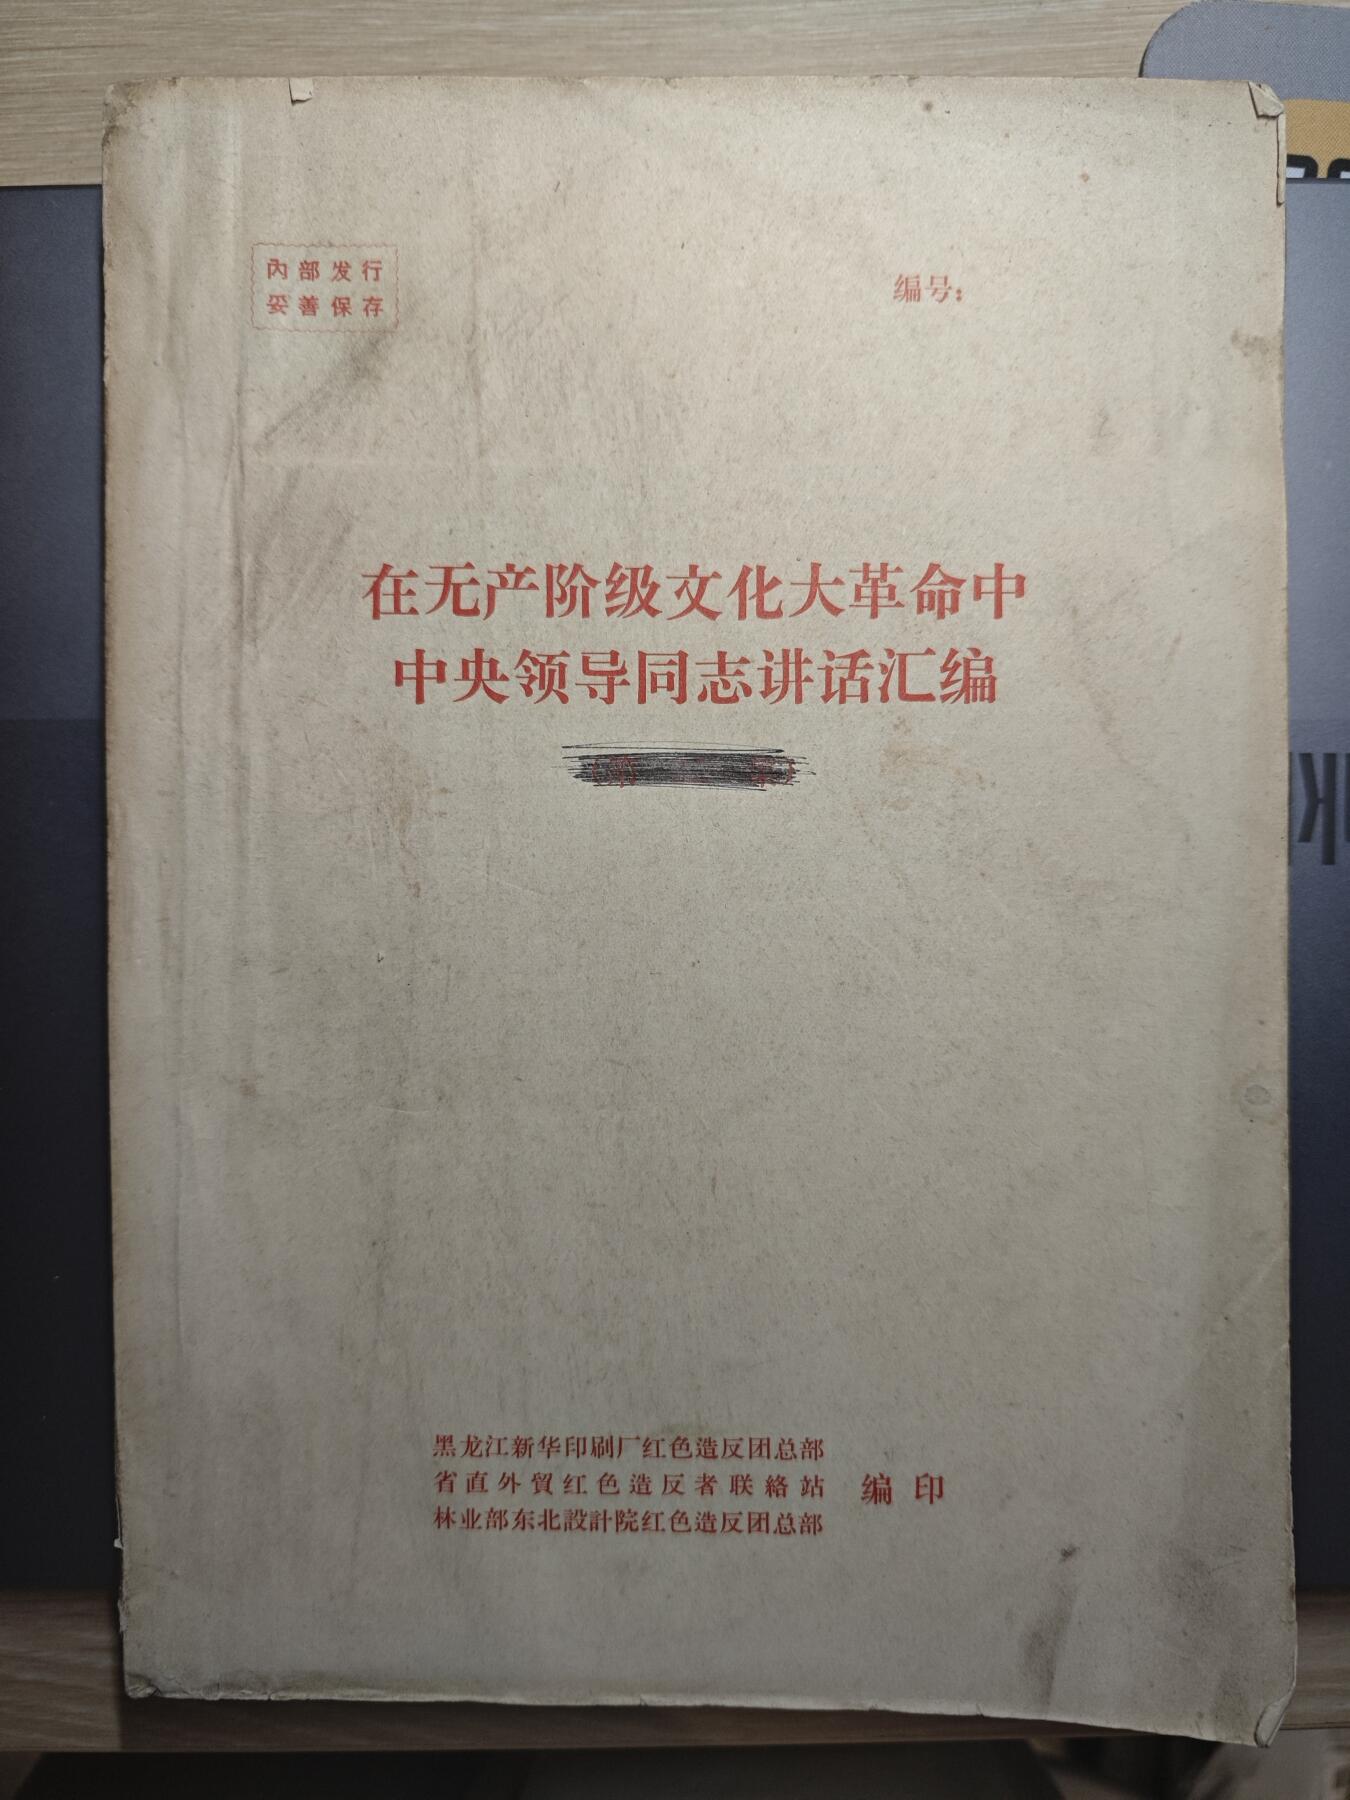 內部发行
妥善保存
编号：
在无产阶级文化大革命中
中央领导同志讲话汇编
黑龙江新华印刷厂红色造反团总部
省直外貿红色造反者联絡站
编印
林业部东北設計院红色造反团总部